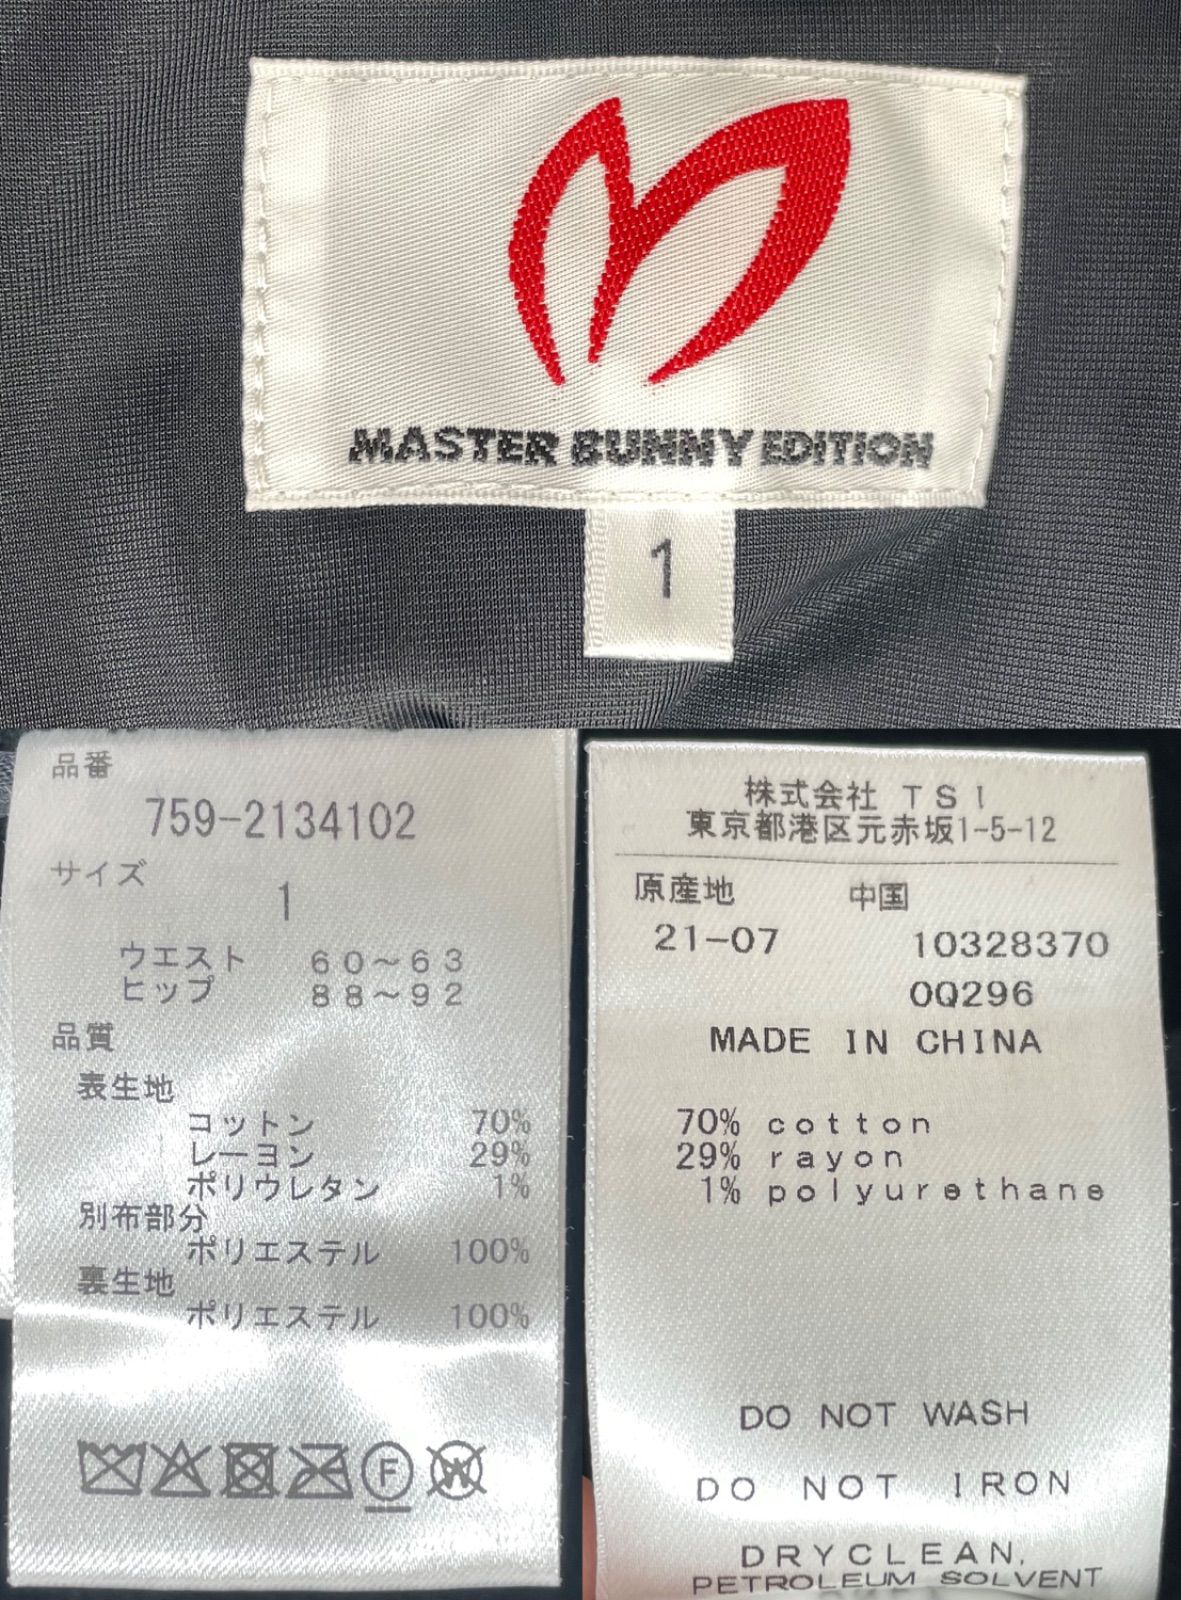 MASTER BUNNY EDITION
1
品番
759-2134102
サイズ
1
ウエスト 60~63
ヒップ 88~92
品質
表生地
コットン 70%
レーヨン 29%
ポリウレタン 1%
別布部分
ポリエステル 100%
裏生地
ポリエステル 100%
F
W
株式会社 TSI
東京都港区元赤坂1-5-12
原産地 中国
21-07 10328370
0Q296
MADE IN CHINA
70% cotton
29% rayon
1% polyurethane
DO NOT WASH
DO NOT IRON
DRYCLEAN,
PETROLEUM SOLVENT